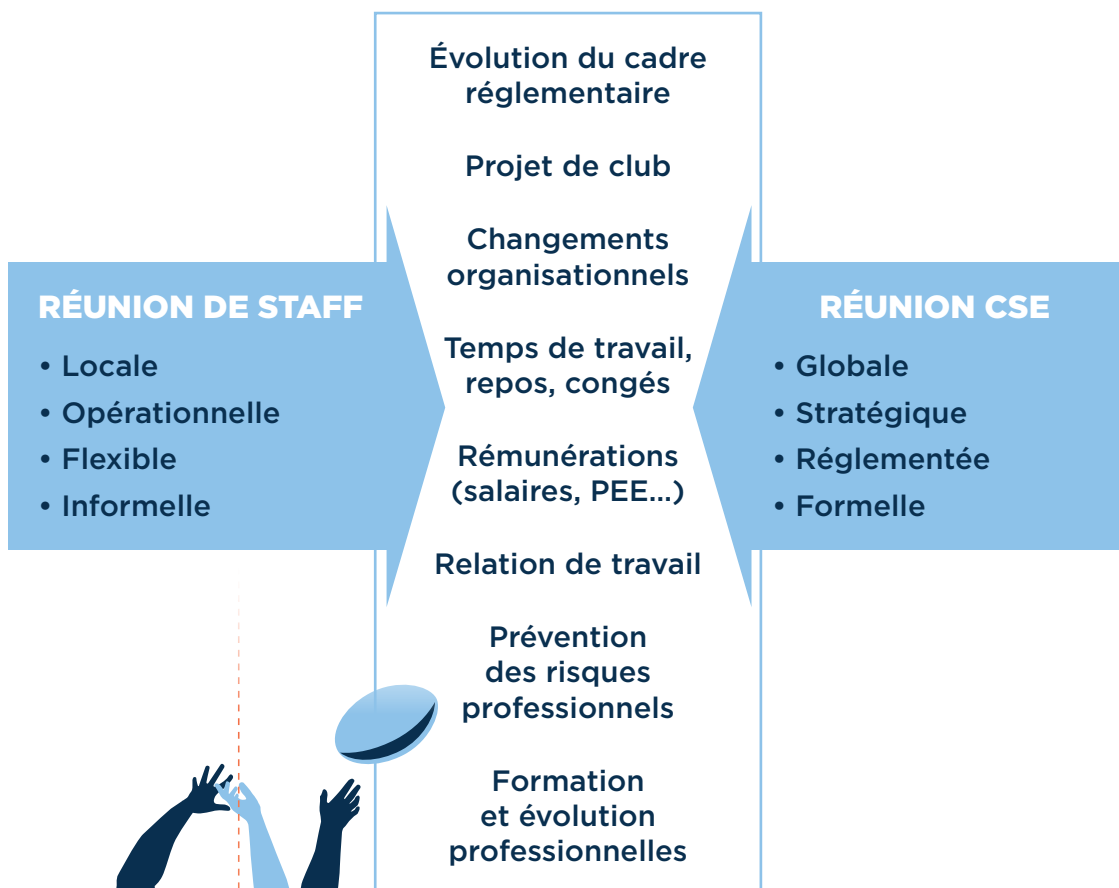 Évolution du cadre
réglementaire
Projet de club
Changements
organisationnels
Temps de travail,
repos, congés
Rémunérations
(salaires, PEE...)
Relation de travail
Prévention
des risques
professionnels
Formation
et évolution
professionnelles
RÉUNION DE STAFF
• Locale
• Opérationnelle
• Flexible
• Informelle
RÉUNION CSE
• Globale
• Stratégique
• Réglementée
• Formelle